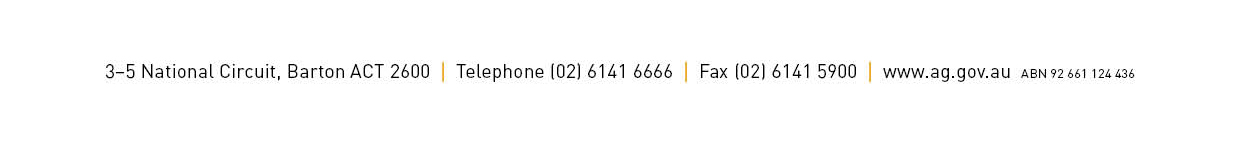 3–5 National Circuit, Barton ACT 2600 | Telephone (02) 6141 6666 | Fax (02) 6141 5900 | www.ag.gov.au ABN 92 661 124 436